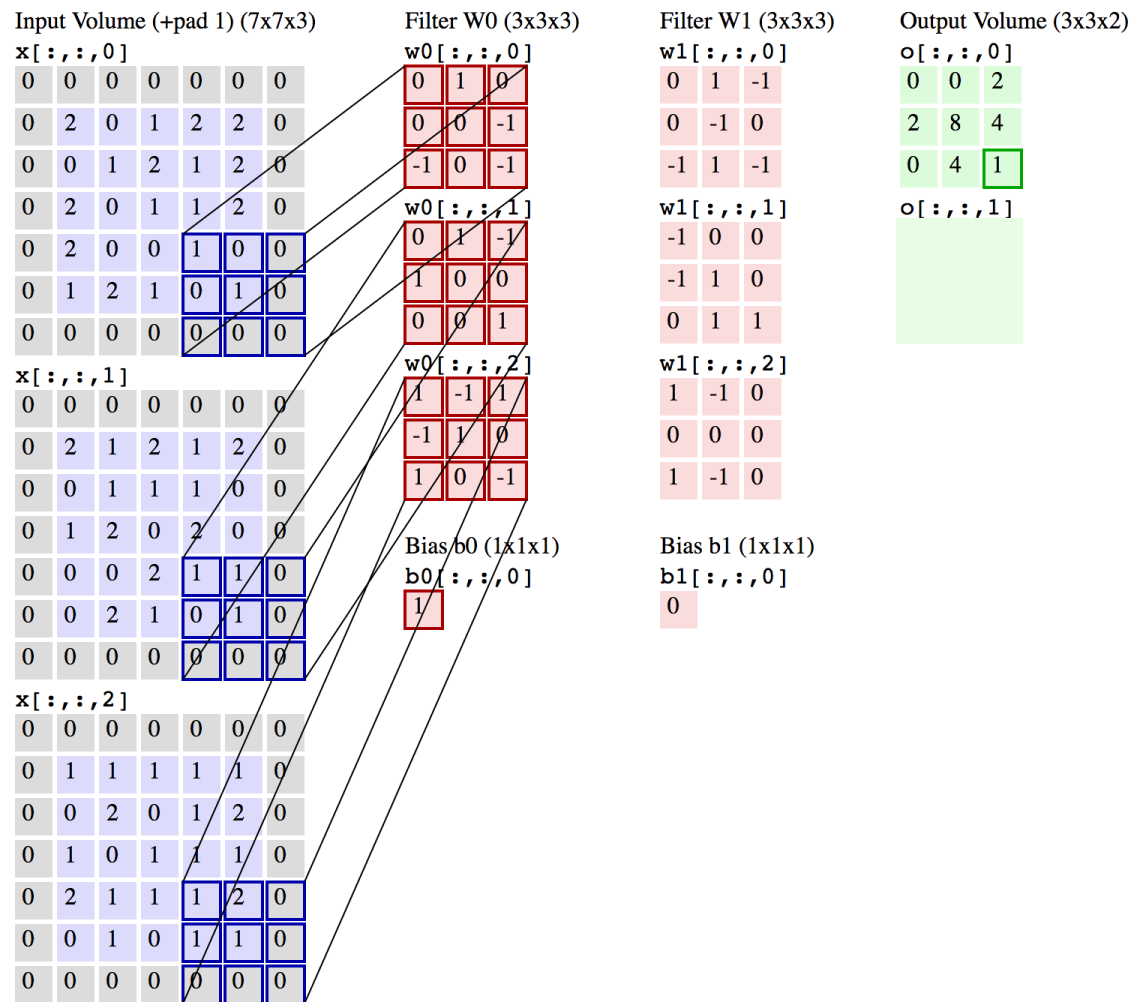 Input Volume (+pad 1) (7x7x3)
x[:,:,0]
0 0 0 0 0 0 0
0 2 0 1 2 2 0
0 0 1 2 1 2 0
0 2 0 1 1 2 0
0 2 0 0 1 0 0
0 1 2 1 0 1 0
0 0 0 0 0 0 0
x[:,:,1]
0 0 0 0 0 0 0
0 2 1 2 1 2 0
0 0 1 1 1 0 0
0 1 2 0 2 0 0
0 0 0 2 1 1 0
0 0 2 1 0 1 0
0 0 0 0 0 0 0
x[:,:,2]
0 0 0 0 0 0 0
0 1 1 1 1 1 0
0 0 2 0 1 2 0
0 1 0 1 1 1 0
0 2 1 1 1 2 0
0 0 1 0 1 1 0
0 0 0 0 0 0 0
Filter W0 (3x3x3)
w0[:,:,0]
0 1 0
0 0 -1
-1 0 -1
w0[:,:,1]
0 1 -1
1 0 0
0 0 1
w0[:,:,2]
1 -1 1
-1 1 0
1 0 -1
Bias b0 (1x1x1)
b0[:,:,0]
1
Filter W1 (3x3x3)
w1[:,:,0]
0 1 -1
0 -1 0
-1 1 -1
w1[:,:,1]
-1 0 0
-1 1 0
0 1 1
w1[:,:,2]
1 -1 0
0 0 0
1 -1 0
Bias b1 (1x1x1)
b1[:,:,0]
0
Output Volume (3x3x2)
o[:,:,0]
0 0 2
2 8 4
0 4 1
o[:,:,1]